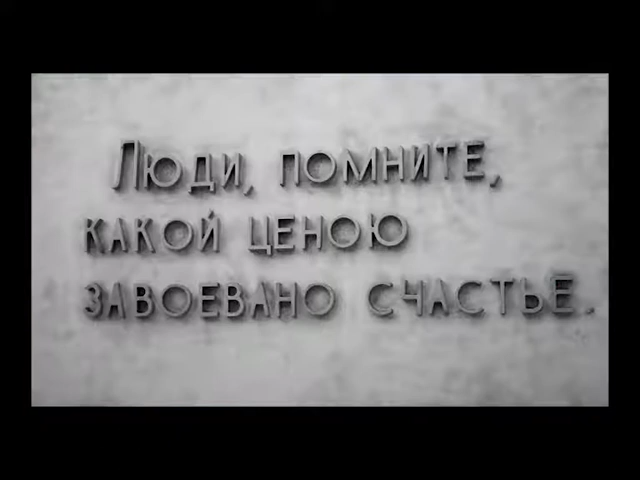 Люди, помните,
какой ценою
завоевано счастье.